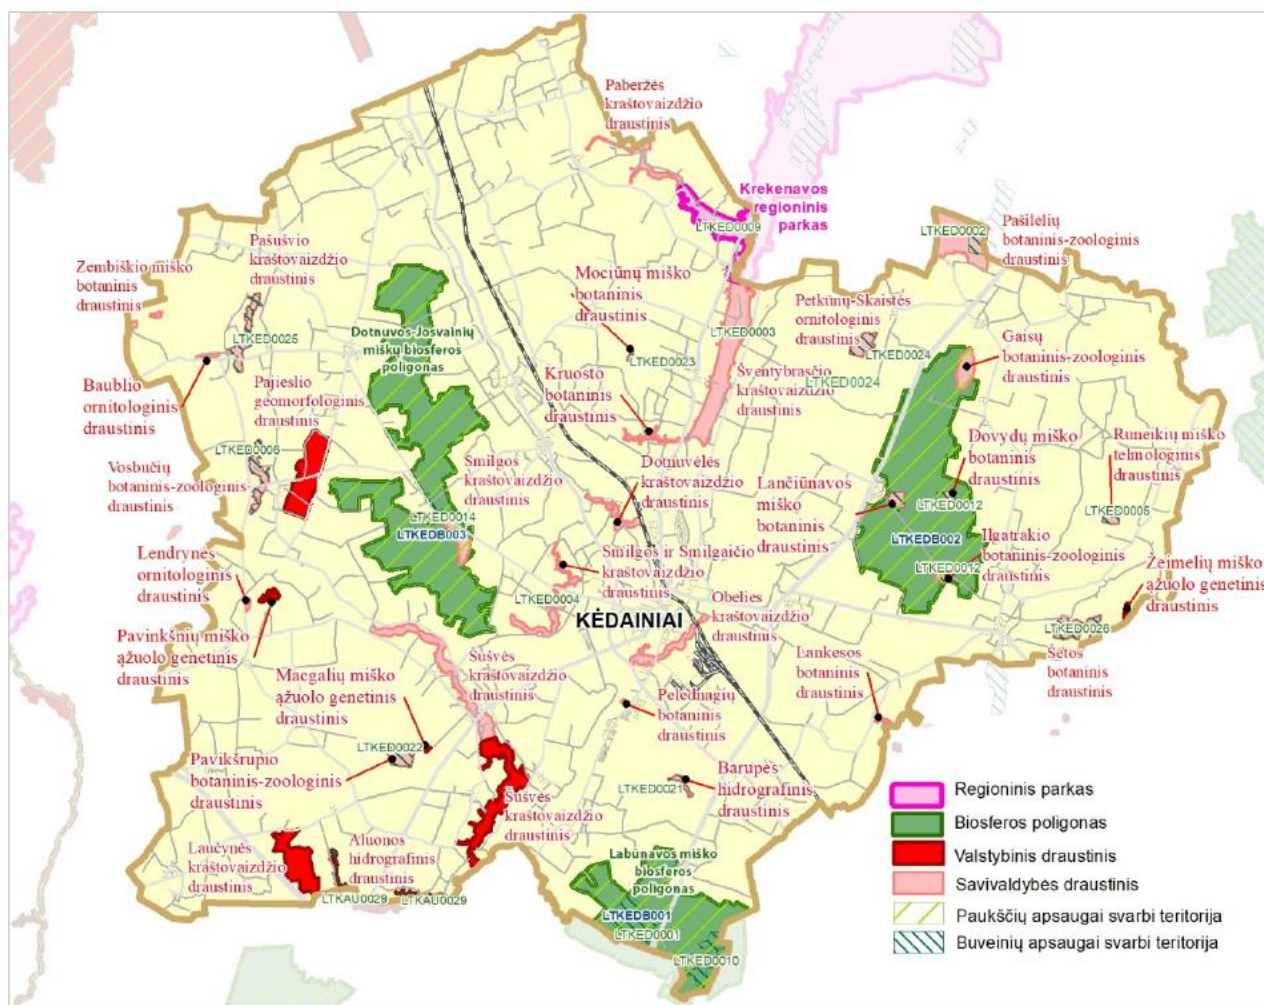 Paberžės
kraštovaizdžio
draustinis
Krekenavos
regioninis
parkas
LTKED0009
LTKED0002
Pašilelių
botaninis-zoologinis
draustinis
Pašušvio
kraštovaizdžio
draustinis
Zembiškio miško
botaninis
draustinis
Mociūnų miško
botaninis
draustinis
Petkūnų-Skaistės
ornitologinis
draustinis
LTKED0025
Dotnuvos-Josvainių
miškų biosferos
poligonas
LTKED0003
LTKED0023
LTKED0024
LTKED0024
Gaisų
botaninis-zoologinis
draustinis
Baublio
ornitologinis
draustinis
Pajieslio
geomorfologinis
draustinis
Kruosto
botaninis
draustinis
Šventybrasčio
kraštovaizdžio
draustinis
LTKED0006
Vosbučių
botaninis-zoologinis
draustinis
Smilgos
kraštovaizdžio
draustinis
Dotnuvėlės
kraštovaizdžio
draustinis
Lančiūnavos
miško
botaninis
draustinis
Dovydų miško
botaninis
draustinis
Runeikių miško
telmologinis
draustinis
LTKED0014
LTKEDB003
LTKED0012
LTKED0005
LTKEDB002
Lendrynės
ornitologinis
draustinis
Smilgos ir Smilgaičio
kraštovaizdžio
draustinis
Ilgatrakio
botaninis-zoologinis
draustinis
LTKED0012
Žeimelių miško
ąžuolo genetinis
draustinis
LTKED0004
KĖDAINIAI
Obelies
kraštovaizdžio
draustinis
LTKED0026
Pavinkšnių miško
ąžuolo genetinis
draustinis
Šušvės
kraštovaizdžio
draustinis
Lankesos
botaninis
draustinis
Šėtos
botaninis
draustinis
Macgalių miško
ąžuolo genetinis
draustinis
Pelėdnagių
botaninis
draustinis
LTKED0022
Pavikšrupio
botaninis-zoologinis
draustinis
LTKED0021
Barupės
hidrografinis
draustinis
Šušvės
kraštovaizdžio
draustinis
Laučynės
kraštovaizdžio
draustinis
Aluonos
hidrografinis
draustinis
LTKAU0029
LTKAU0029
Labūnavos miško
biosferos
poligonas
LTKEDB001
LTKED0001
LTKED0010
Regioninis parkas
Biosferos poligonas
Valstybinis draustinis
Savivaldybės draustinis
Paukščių apsaugai svarbi teritorija
Buveinių apsaugai svarbi teritorija